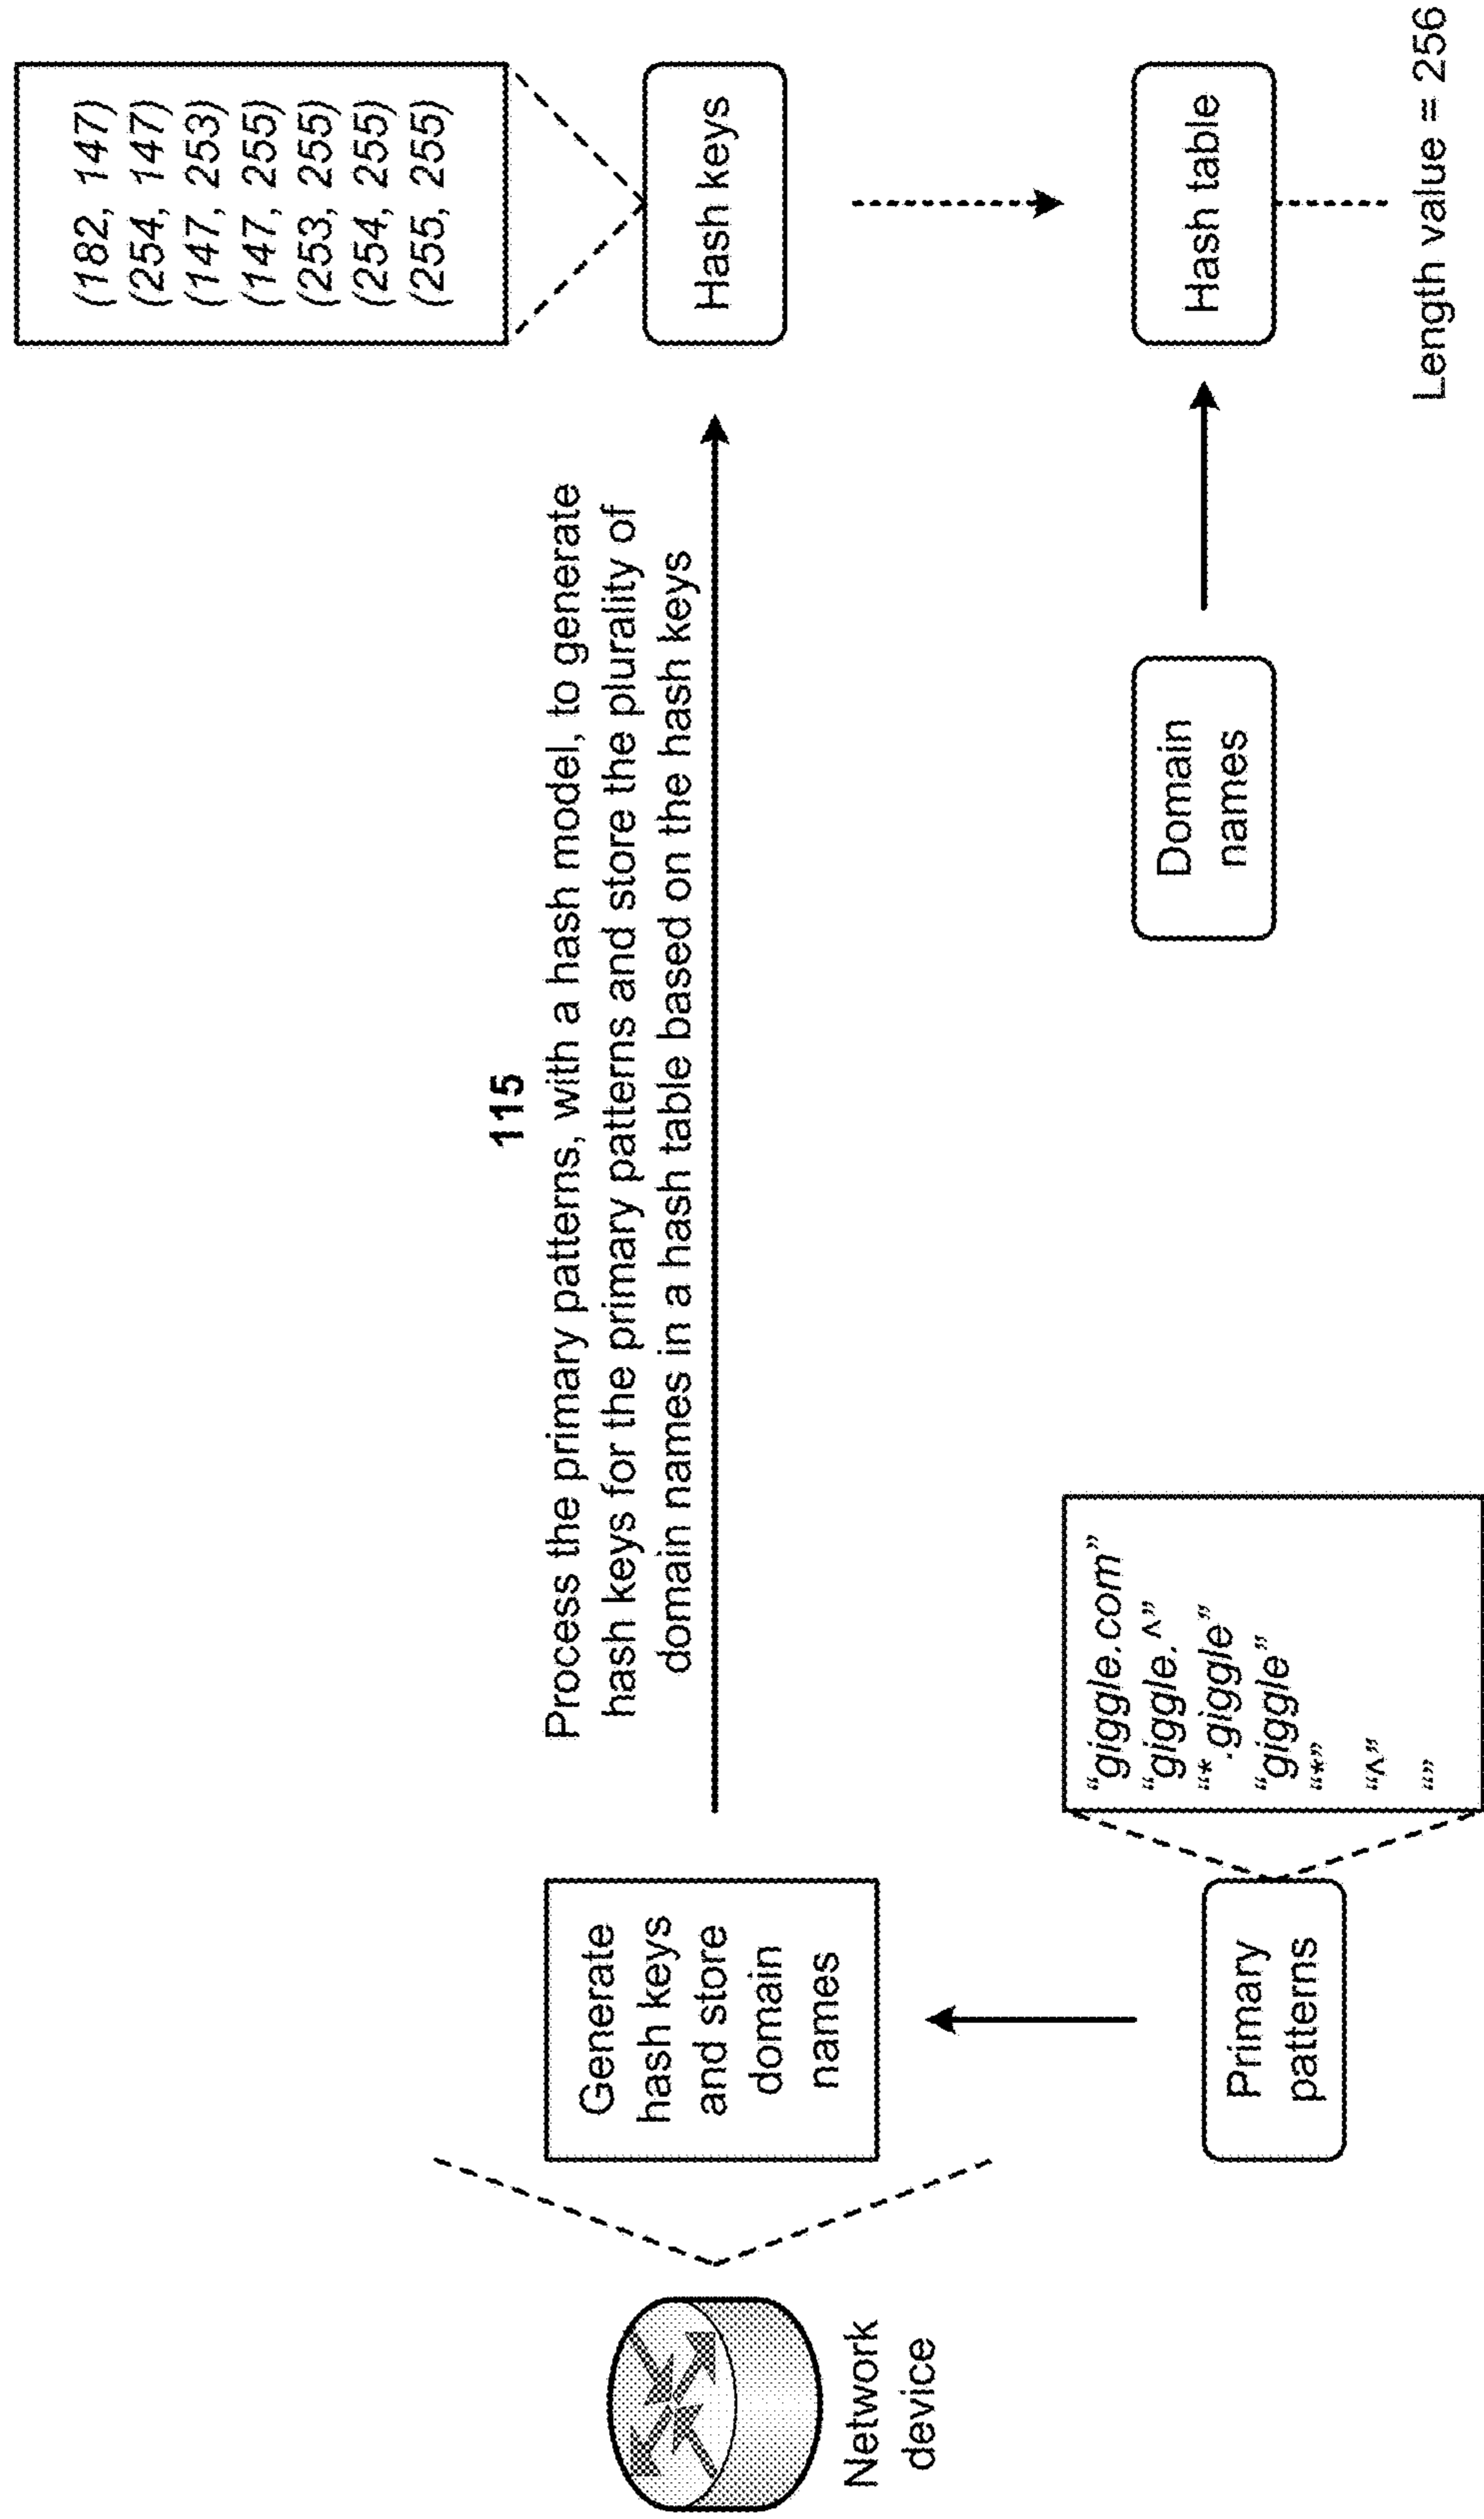 115
Process the primary patterns, with a hash model, to generate
hash keys for the primary patterns and store the plurality of
domain names in a hash table based on the hash keys
Network
device
Generate
hash keys
and store
domain
names
Primary
patterns
“giggle.com”
“giggle.^”
“*.giggle”
“giggle”
“*”
“^”
“”
(182, 147)
(254, 147)
(147, 253)
(147, 255)
(253, 255)
(254, 255)
(255, 255)
Hash keys
Domain
names
Hash table
Length value = 256